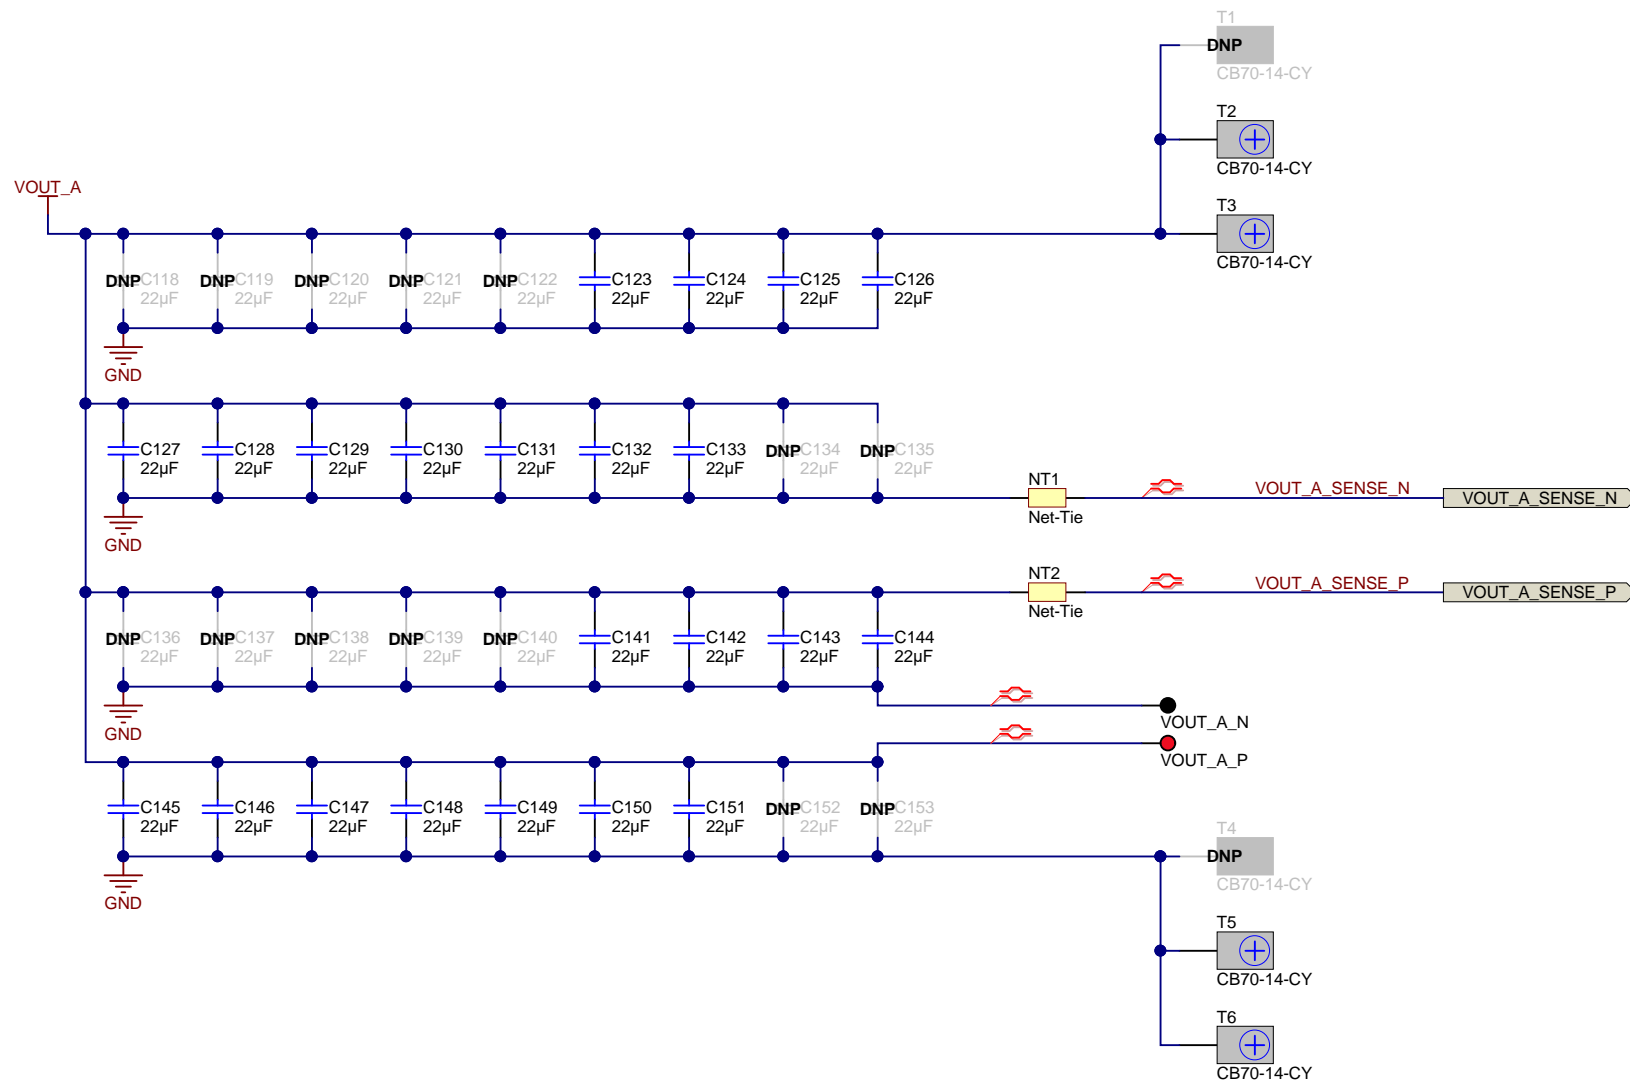 T1
DNP
CB70-14-CY
T2
CB70-14-CY
VOUT_A
T3
CB70-14-CY
DNP C118 DNP C119 DNP C120 DNP C121 DNP C122 C123 C124 C125 C126
22µF 22µF 22µF 22µF 22µF 22µF 22µF 22µF 22µF
GND
C127 C128 C129 C130 C131 C132 C133 DNP C134 DNP C135
22µF 22µF 22µF 22µF 22µF 22µF 22µF 22µF 22µF
NT1
VOUT_A_SENSE_N
VOUT_A_SENSE_N
Net-Tie
GND
NT2
VOUT_A_SENSE_P
VOUT_A_SENSE_P
Net-Tie
DNP C136 DNP C137 DNP C138 DNP C139 DNP C140 C141 C142 C143 C144
22µF 22µF 22µF 22µF 22µF 22µF 22µF 22µF 22µF
VOUT_A_N
GND
VOUT_A_P
C145 C146 C147 C148 C149 C150 C151 DNP C152 DNP C153
22µF 22µF 22µF 22µF 22µF 22µF 22µF 22µF 22µF
T4
DNP
CB70-14-CY
GND
T5
CB70-14-CY
T6
CB70-14-CY